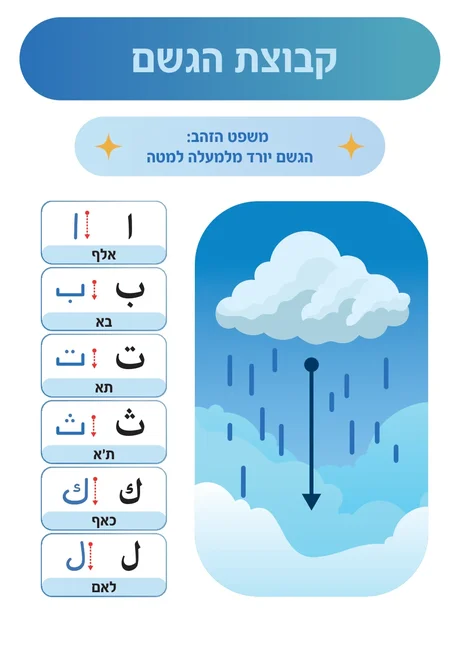 קבוצת הגשם
משפט הזהב:
הגשם יורד מלמעלה למטה
ا ا
אלף
ب ب
בא
ت ت
תא
ث ث
ת'א
ك ك
כאף
ل ل
לאם